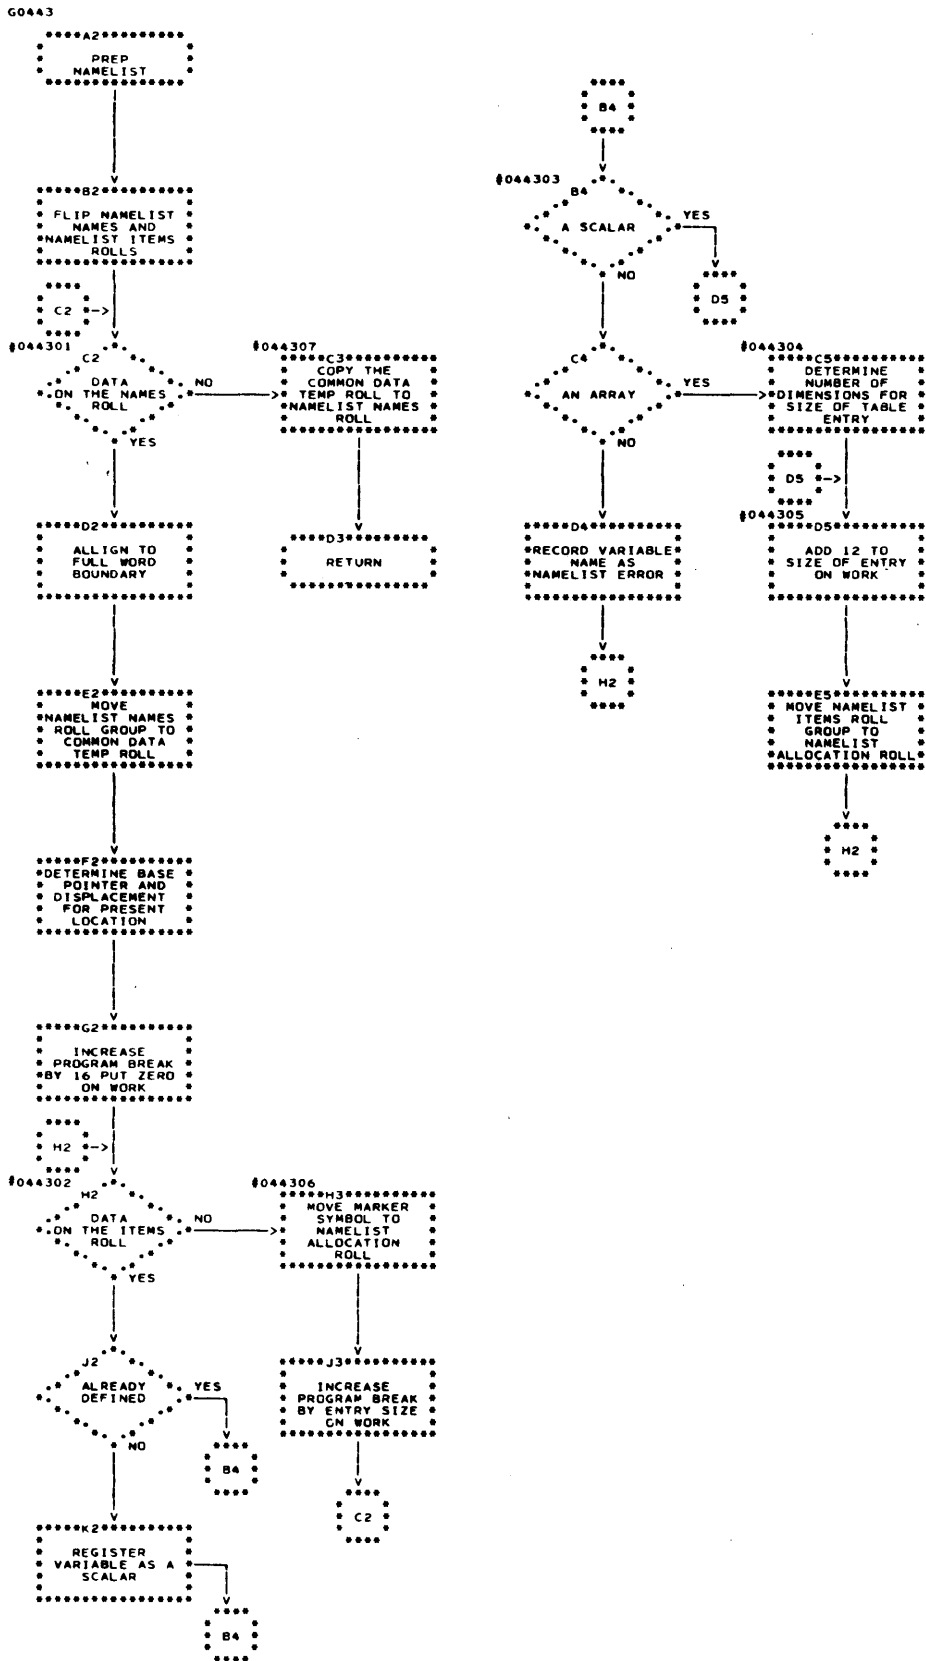 G0443
A2
PREP
NAMELIST
B2
FLIP NAMELIST
NAMES AND
NAMELIST ITEMS
ROLLS
C2
#044301
C2
DATA
ON THE NAMES
ROLL
NO
YES
#044307
C3
COPY THE
COMMON DATA
TEMP ROLL TO
NAMELIST NAMES
ROLL
D2
ALLIGN TO
FULL WORD
BOUNDARY
D3
RETURN
E2
MOVE
NAMELIST NAMES
ROLL GROUP TO
COMMON DATA
TEMP ROLL
F2
DETERMINE BASE
POINTER AND
DISPLACEMENT
FOR PRESENT
LOCATION
G2
INCREASE
PROGRAM BREAK
BY 16 PUT ZERO
ON WORK
H2
#044302
H2
DATA
ON THE ITEMS
ROLL
NO
YES
#044306
H3
MOVE MARKER
SYMBOL TO
NAMELIST
ALLOCATION
ROLL
J2
ALREADY
DEFINED
YES
NO
B4
J3
INCREASE
PROGRAM BREAK
BY ENTRY SIZE
ON WORK
C2
K2
REGISTER
VARIABLE AS A
SCALAR
B4
B4
#044303
B4
A SCALAR
YES
NO
D5
C4
AN ARRAY
YES
NO
#044304
C5
DETERMINE
NUMBER OF
DIMENSIONS FOR
SIZE OF TABLE
ENTRY
D5
#044305
D4
RECORD VARIABLE
NAME AS
NAMELIST ERROR
H2
D5
ADD 12 TO
SIZE OF ENTRY
ON WORK
E5
MOVE NAMELIST
ITEMS ROLL
GROUP TO
NAMELIST
ALLOCATION ROLL
H2